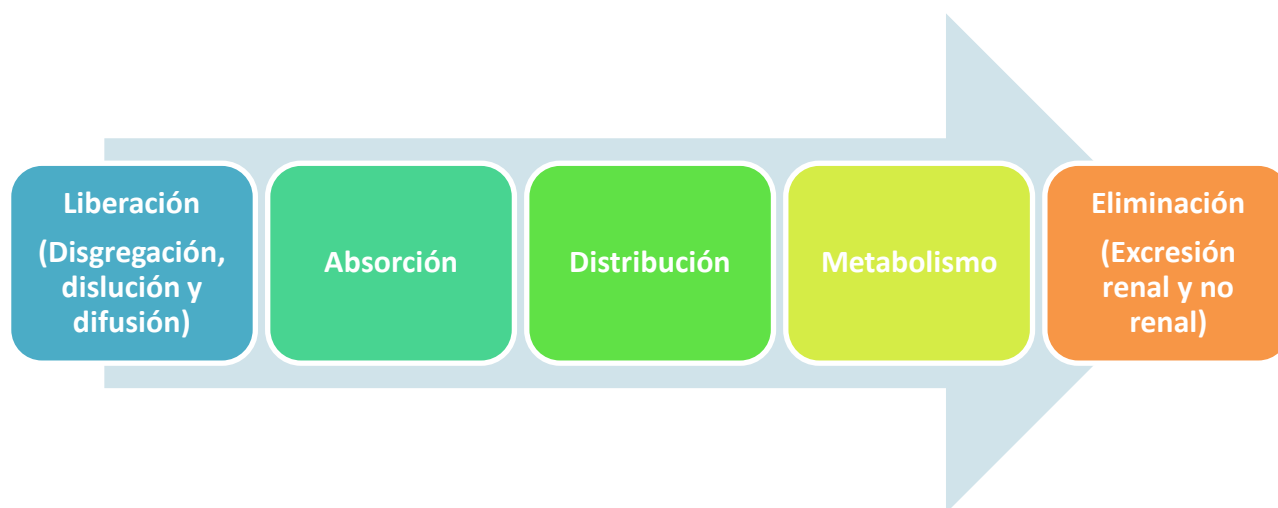 Liberación
(Disgregación,
dislución y
difusión)
Absorción
Distribución
Metabolismo
Eliminación
(Excresión
renal y no
renal)